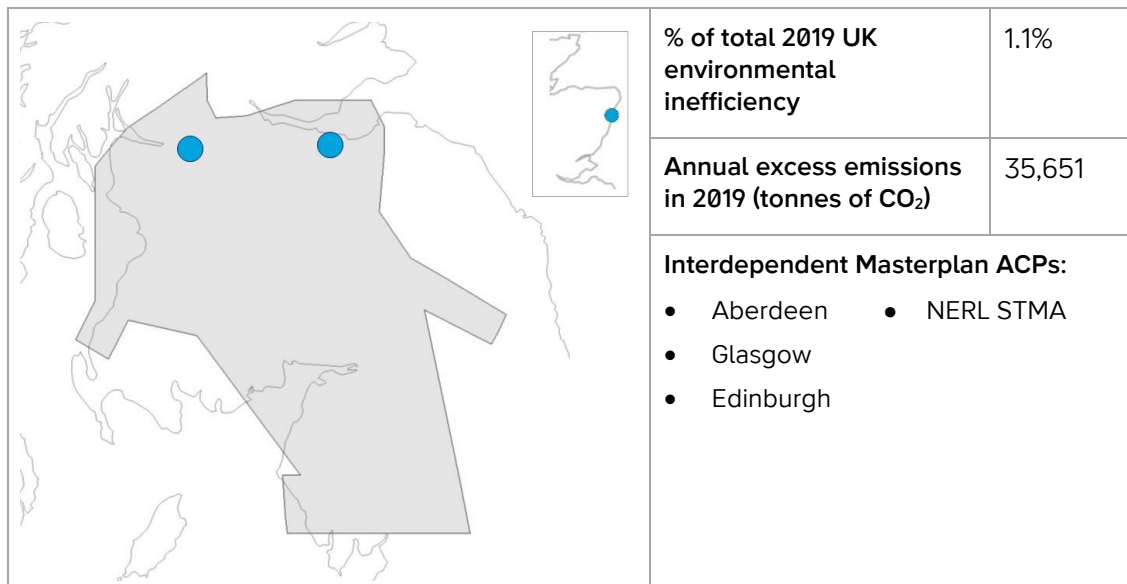 % of total 2019 UK
environmental
inefficiency
1.1%
Annual excess emissions
in 2019 (tonnes of CO₂)
35,651
Interdependent Masterplan ACPs:
• Aberdeen • NERL STMA
• Glasgow
• Edinburgh